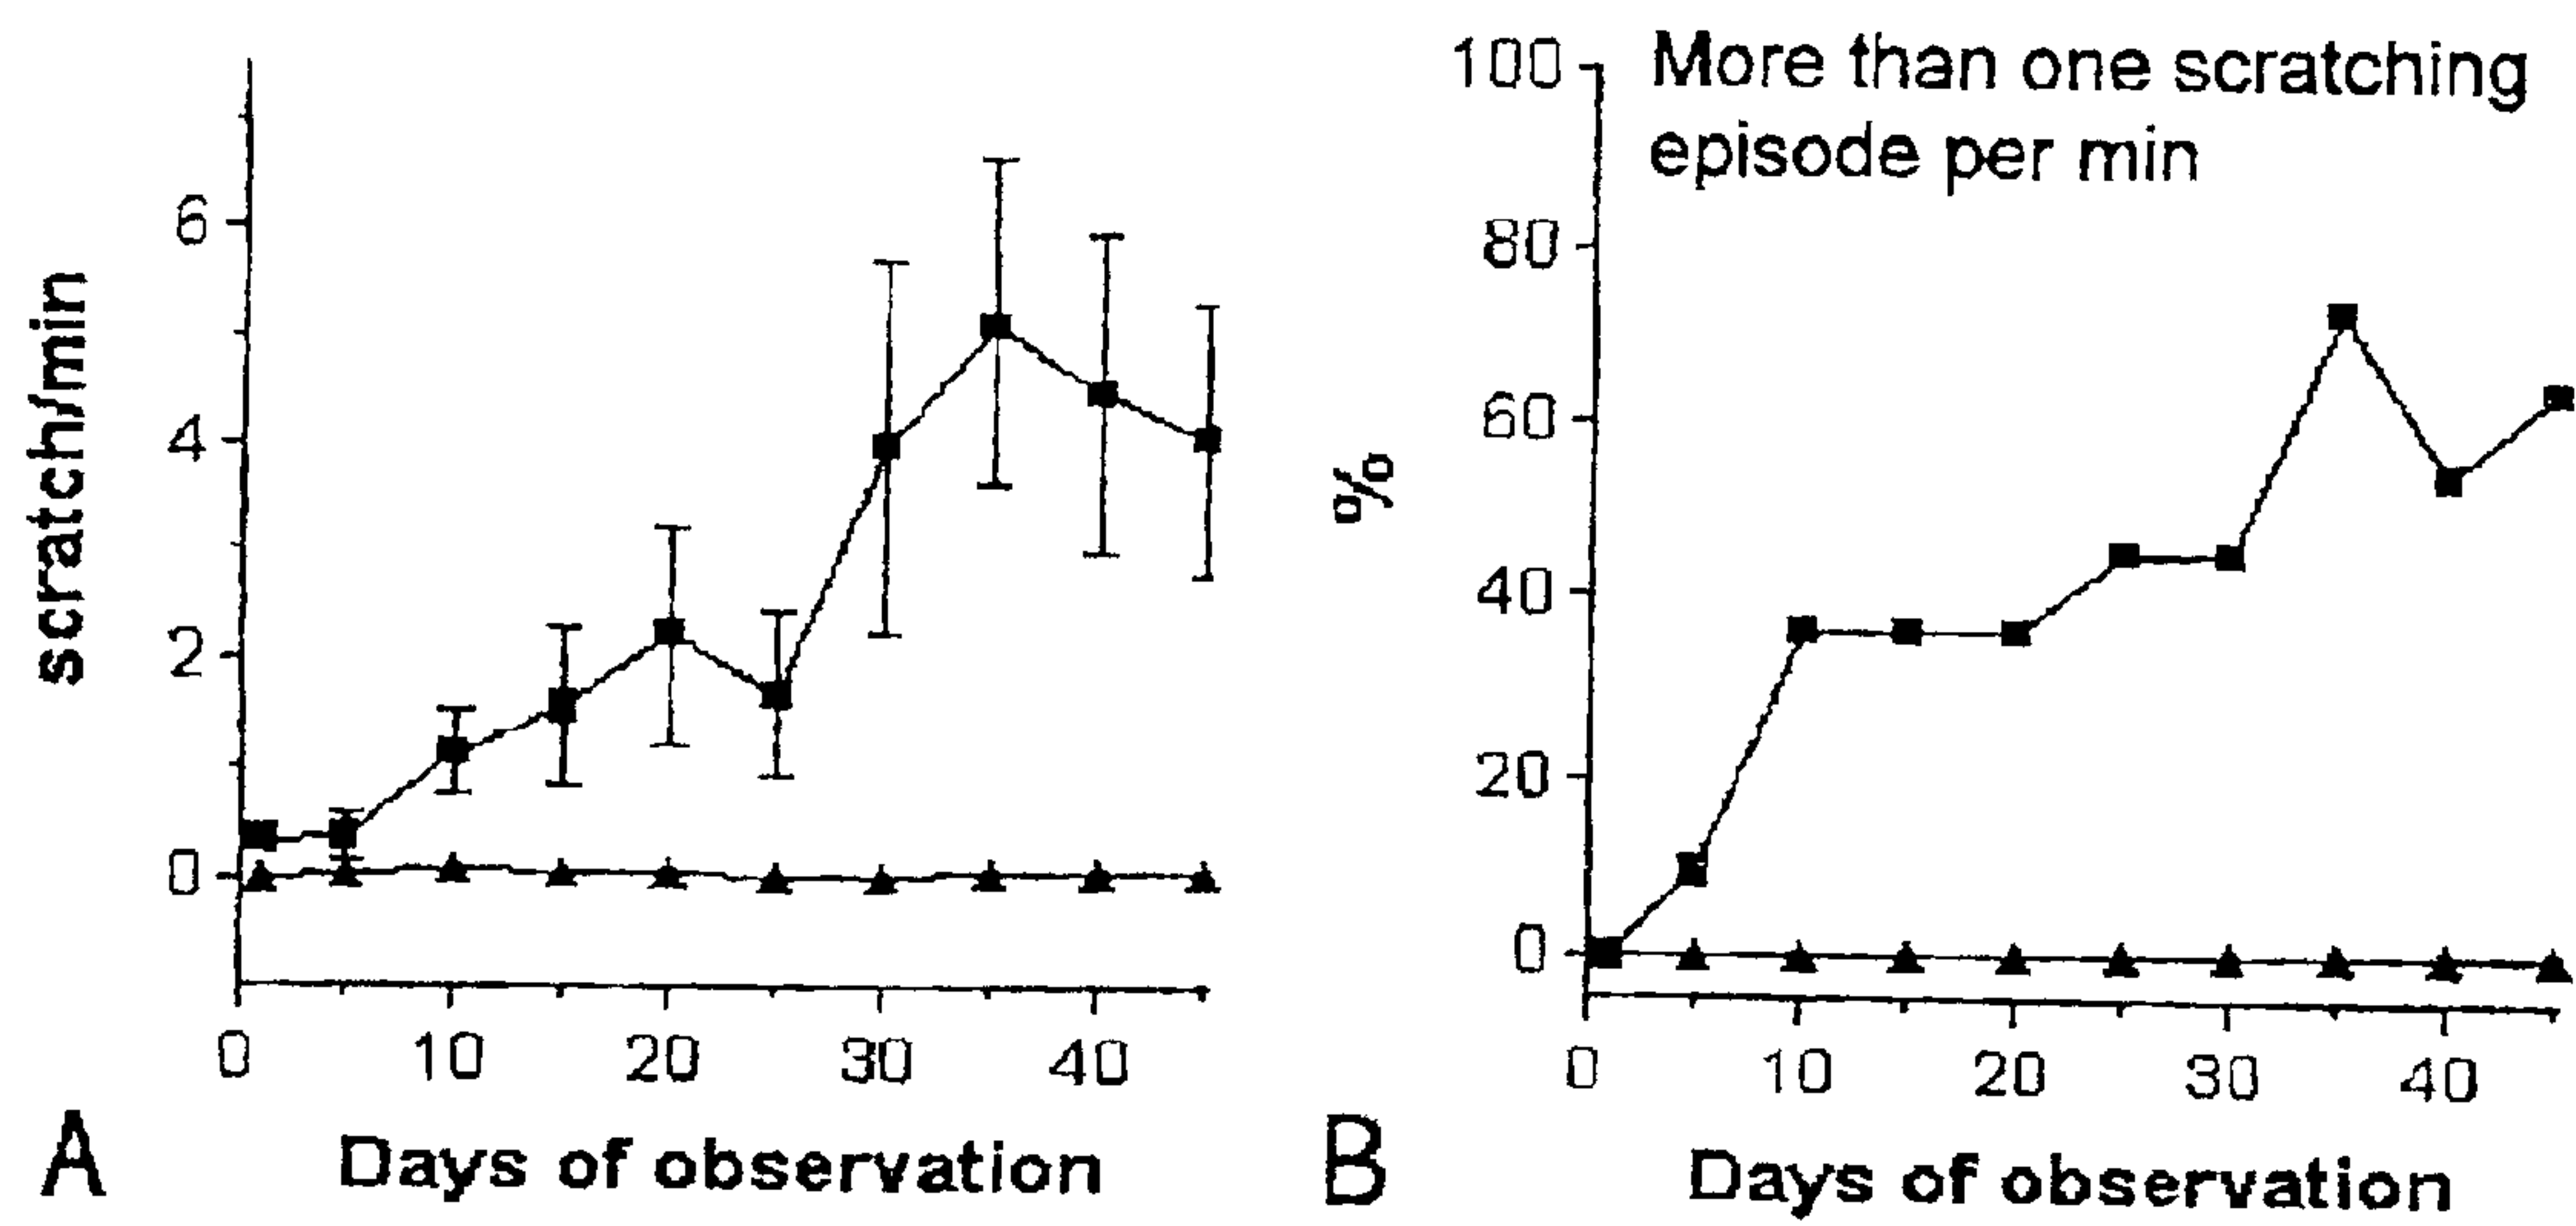 scratch/min
6
4
2
0
0 10 20 30 40
Days of observation
A
More than one scratching
episode per min
%
100
80
60
40
20
0
0 10 20 30 40
Days of observation
B